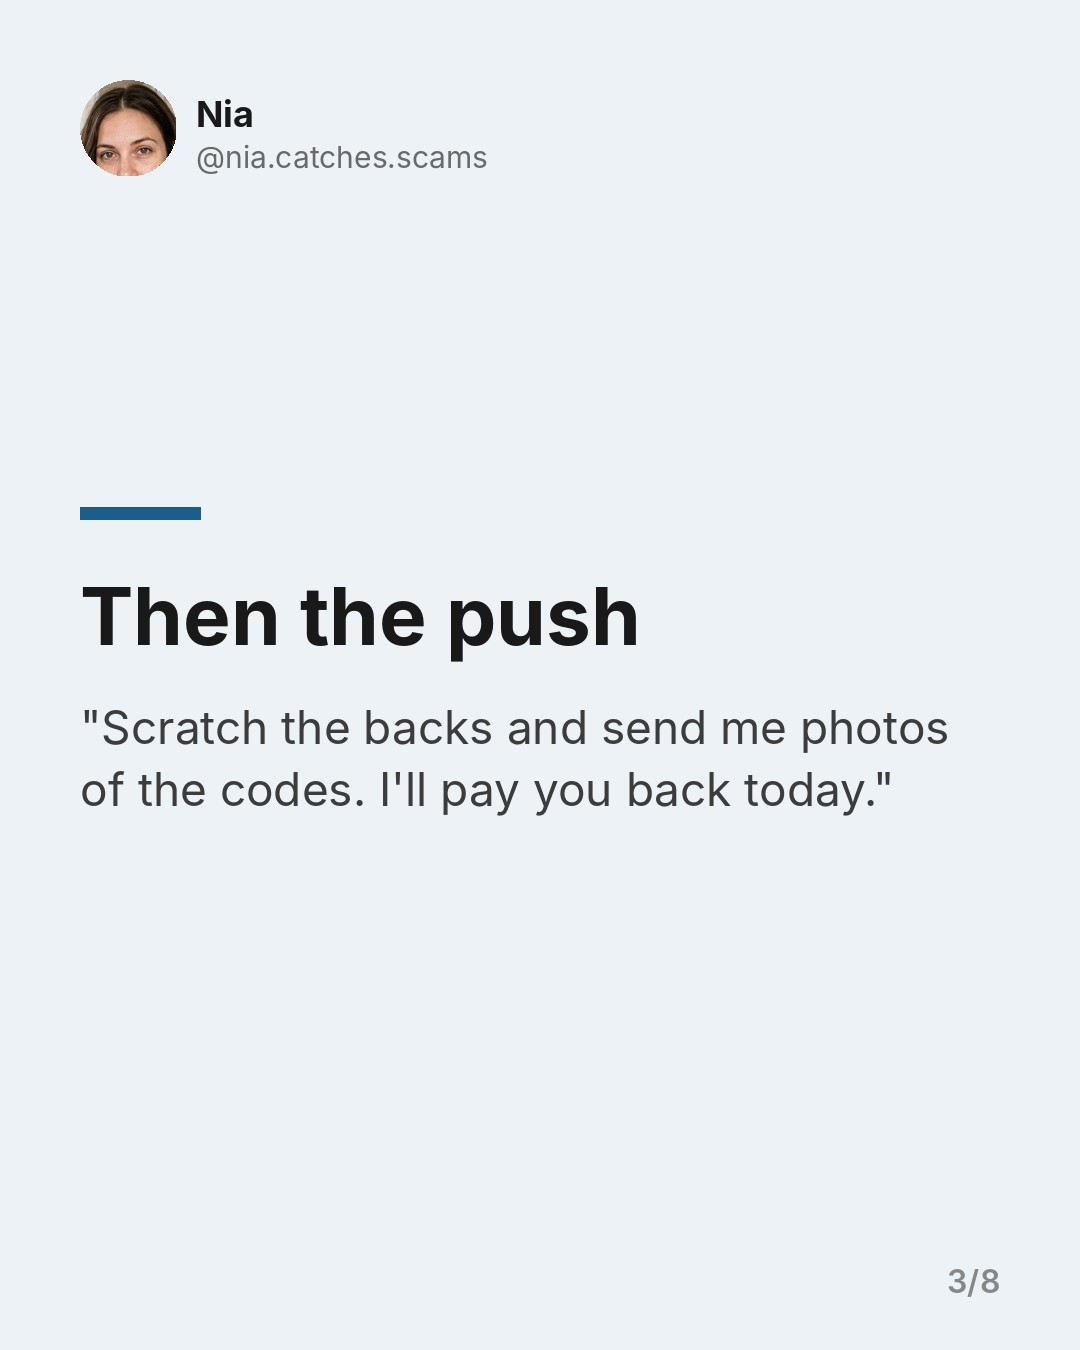 Nia
@nia.catches.scams
Then the push
"Scratch the backs and send me photos
of the codes. I'll pay you back today."
3/8